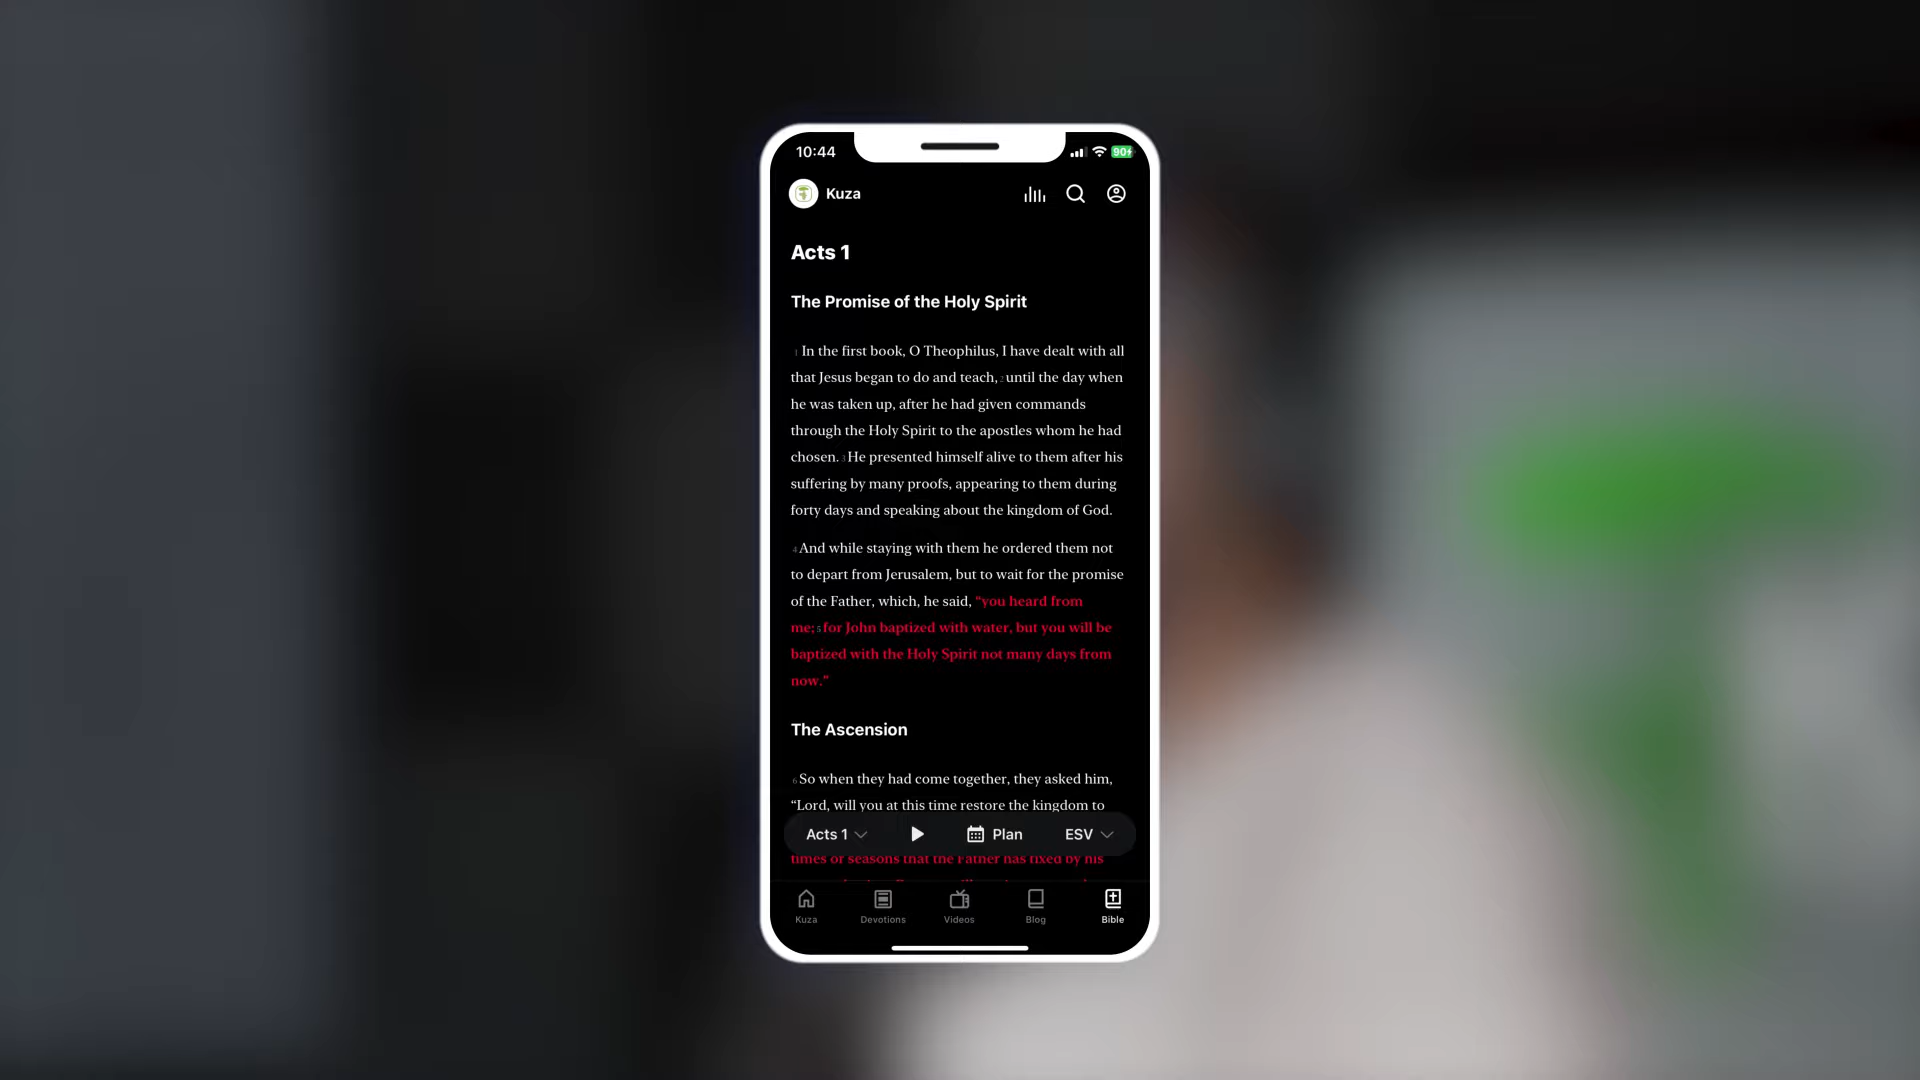 10:44
90
Kuza
Acts 1
The Promise of the Holy Spirit
1 In the first book, O Theophilus, I have dealt with all
that Jesus began to do and teach, 2 until the day when
he was taken up, after he had given commands
through the Holy Spirit to the apostles whom he had
chosen. 3 He presented himself alive to them after his
suffering by many proofs, appearing to them during
forty days and speaking about the kingdom of God.
4 And while staying with them he ordered them not
to depart from Jerusalem, but to wait for the promise
of the Father, which, he said, “you heard from
me; 5 for John baptized with water, but you will be
baptized with the Holy Spirit not many days from
now.”
The Ascension
6 So when they had come together, they asked him,
“Lord, will you at this time restore the kingdom to
Acts 1
Plan
ESV
times or seasons that the Father has fixed by his
Kuza
Devotions
Videos
Blog
Bible